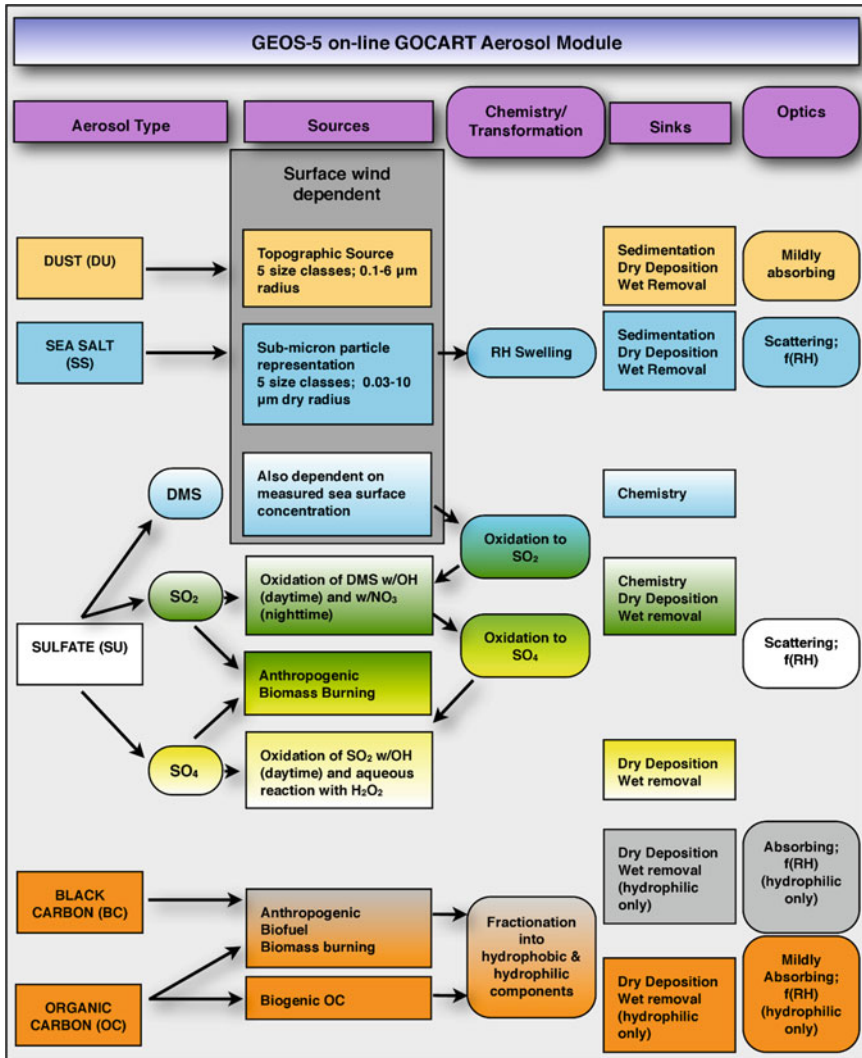 GEOS-5 on-line GOCART Aerosol Module
Aerosol Type
Sources
Chemistry/
Transformation
Sinks
Optics
Surface wind
dependent
DUST (DU)
Topographic Source
5 size classes; 0.1-6 μm
radius
Sedimentation
Dry Deposition
Wet Removal
Mildly
absorbing
SEA SALT
(SS)
Sub-micron particle
representation
5 size classes; 0.03-10
μm dry radius
RH Swelling
Sedimentation
Dry Deposition
Wet Removal
Scattering;
f(RH)
DMS
Also dependent on
measured sea surface
concentration
Chemistry
Oxidation to
SO₂
SO₂
Oxidation of DMS w/OH
(daytime) and w/NO₃
(nighttime)
Chemistry
Dry Deposition
Wet removal
SULFATE (SU)
Anthropogenic
Biomass Burning
Oxidation to
SO₄
Scattering;
f(RH)
SO₄
Oxidation of SO₂ w/OH
(daytime) and aqueous
reaction with H₂O₂
Dry Deposition
Wet removal
BLACK
CARBON (BC)
Anthropogenic
Biofuel
Biomass burning
Fractionation
into
hydrophobic &
hydrophilic
components
Dry Deposition
Wet removal
(hydrophilic
only)
Absorbing;
f(RH)
(hydrophilic
only)
ORGANIC
CARBON (OC)
Biogenic OC
Dry Deposition
Wet removal
(hydrophilic
only)
Mildly
Absorbing;
f(RH)
(hydrophilic
only)